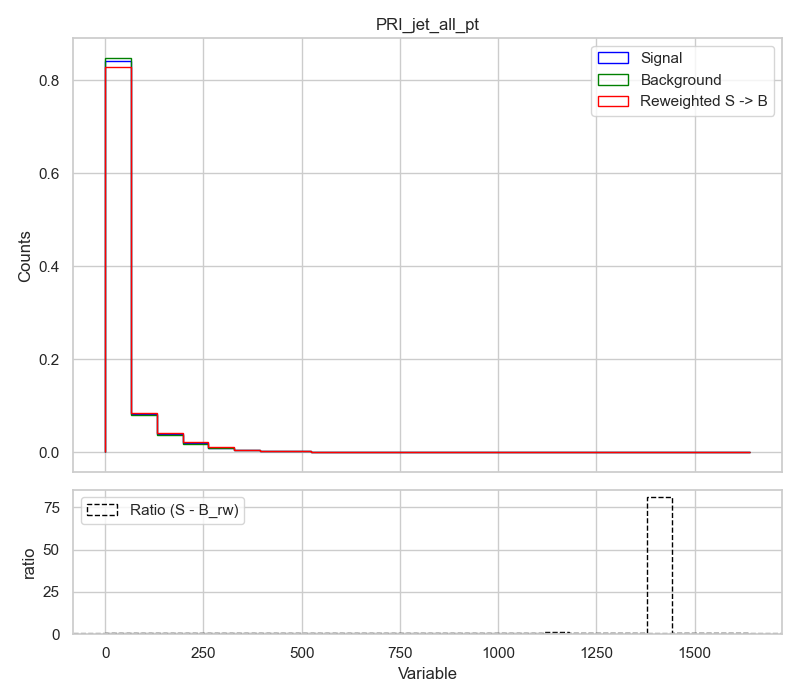 PRI_jet_all_pt
Signal
Background
Reweighted S -> B
0.8
0.6
0.4
0.2
0.0
Counts
Ratio (S - B_rw)
75
50
25
0
ratio
0 250 500 750 1000 1250 1500
Variable